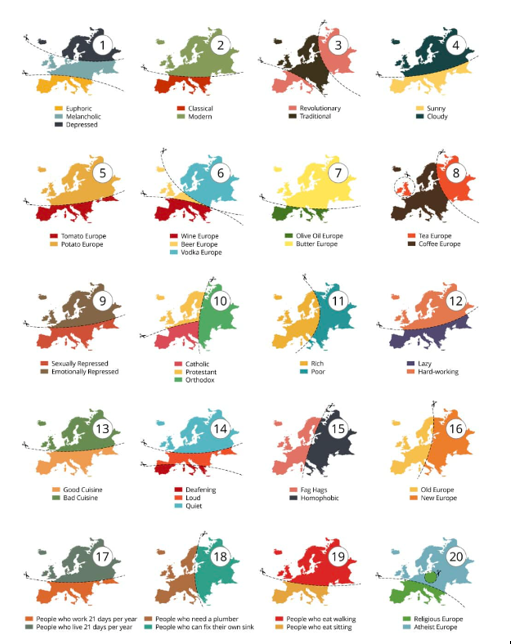 1
Euphoric
Melancholic
Depressed
2
Classical
Modern
3
Revolutionary
Traditional
4
Sunny
Cloudy
5
Tomato Europe
Potato Europe
6
Wine Europe
Beer Europe
Vodka Europe
7
Olive Oil Europe
Butter Europe
8
Tea Europe
Coffee Europe
9
Sexually Repressed
Emotionally Repressed
10
Catholic
Protestant
Orthodox
11
Rich
Poor
12
Lazy
Hard-working
13
Good Cuisine
Bad Cuisine
14
Deafening
Loud
Quiet
15
Fag Hags
Homophobic
16
Old Europe
New Europe
17
People who work 21 days per year
People who live 21 days per year
18
People who need a plumber
People who can fix their own sink
19
People who eat walking
People who eat sitting
20
Religious Europe
Atheist Europe